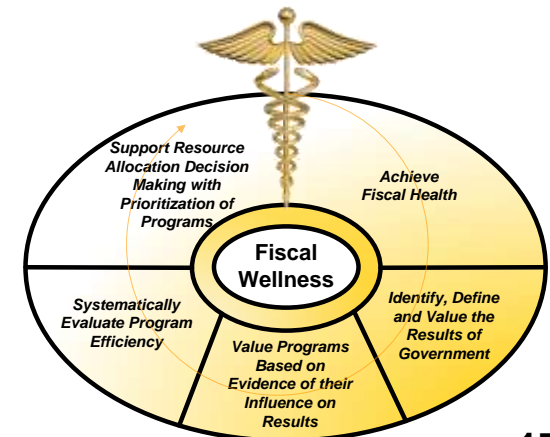 Support Resource
Allocation Decision
Making with
Prioritization of
Programs
Achieve
Fiscal Health
Fiscal
Wellness
Systematically
Evaluate Program
Efficiency
Value Programs
Based on
Evidence of their
Influence on
Results
Identify, Define
and Value the
Results of
Government